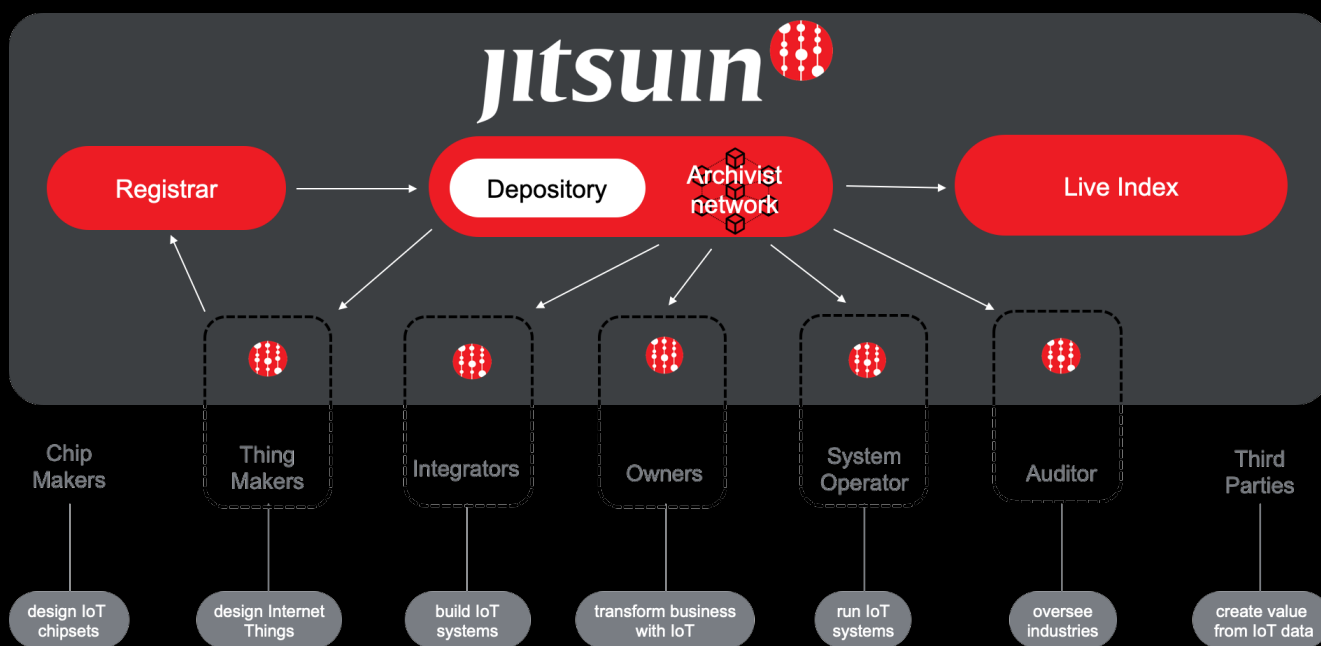 jitsuin
Registrar
Depository
Archivist
network
Live Index
Chip
Makers
Thing
Makers
Integrators
Owners
System
Operator
Auditor
Third
Parties
design IoT
chipsets
design Internet
Things
build IoT
systems
transform business
with IoT
run IoT
systems
oversee
industries
create value
from IoT data